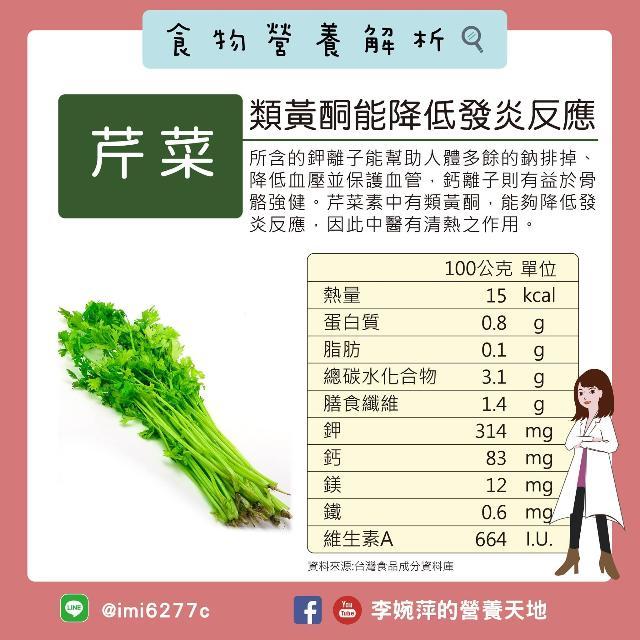 食物營養解析
芹菜
類黃酮能降低發炎反應
所含的鉀離子能幫助人體多餘的鈉排掉、
降低血壓並保護血管，鈣離子則有益於骨
骼強健。芹菜素中有類黃酮，能夠降低發
炎反應，因此中醫有清熱之作用。
100公克 單位
熱量 15 kcal
蛋白質 0.8 g
脂肪 0.1 g
總碳水化合物 3.1 g
膳食纖維 1.4 g
鉀 314 mg
鈣 83 mg
鎂 12 mg
鐵 0.6 mg
維生素A 664 I.U.
資料來源:台灣食品成分資料庫
LINE @imi6277c
f You Tube 李婉萍的營養天地